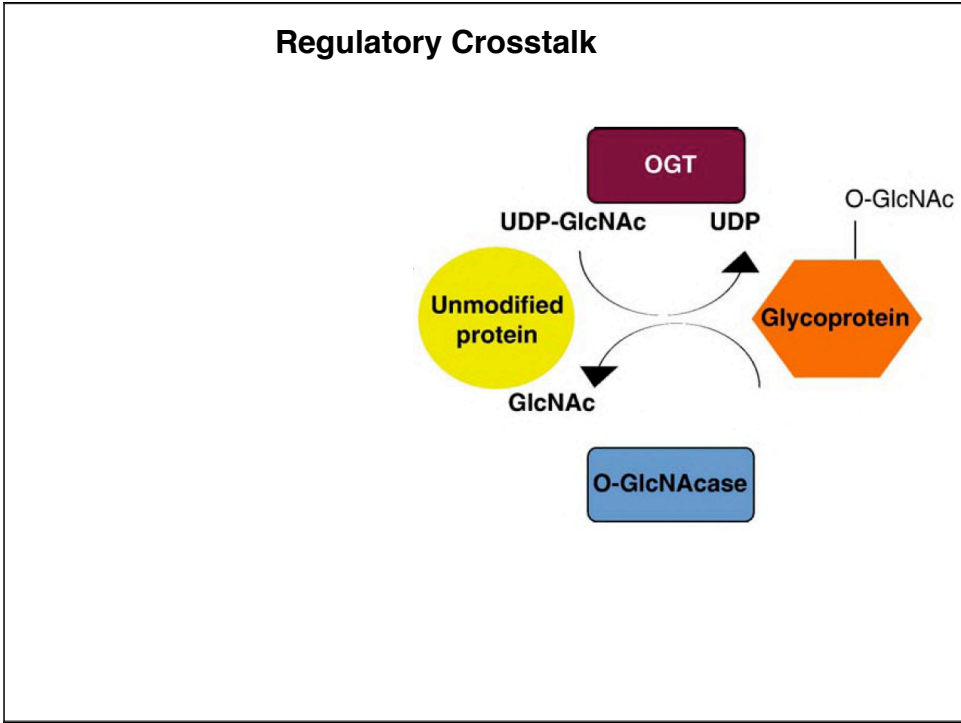 Regulatory Crosstalk
OGT
O-GlcNAc
UDP-GlcNAc
UDP
Unmodified
protein
Glycoprotein
GlcNAc
O-GlcNAcase